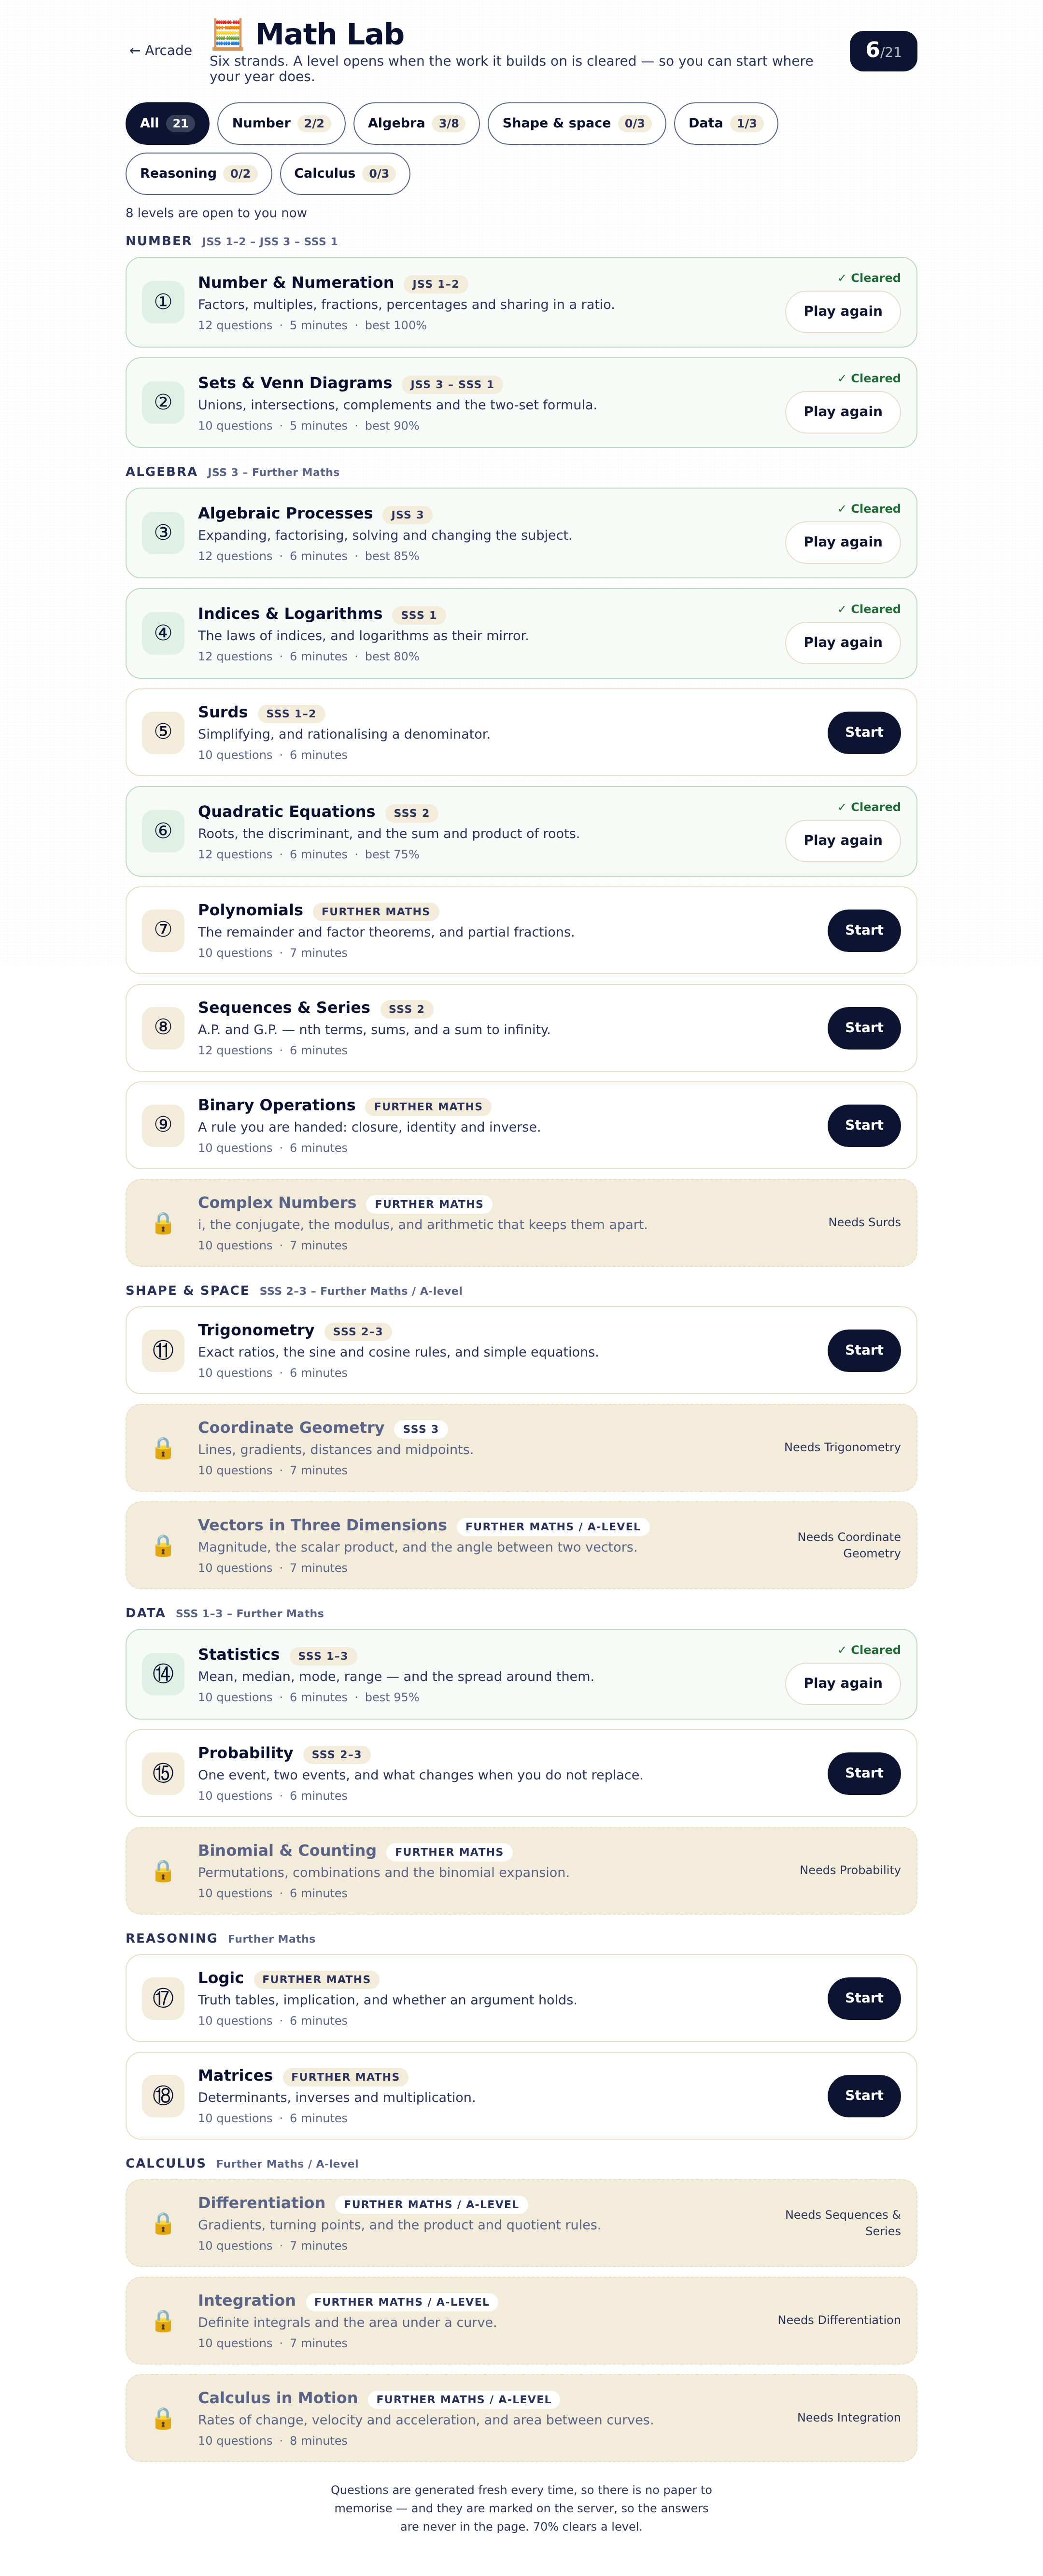 ← Arcade
🧮 Math Lab
Six strands. A level opens when the work it builds on is cleared — so you can start where
your year does.
6/21
All 21
Number 2/2
Algebra 3/8
Shape & space 0/3
Data 1/3
Reasoning 0/2
Calculus 0/3
8 levels are open to you now
NUMBER JSS 1–2 – JSS 3 – SSS 1
①
Number & Numeration JSS 1–2
Factors, multiples, fractions, percentages and sharing in a ratio.
12 questions · 5 minutes · best 100%
✓ Cleared
Play again
②
Sets & Venn Diagrams JSS 3 – SSS 1
Unions, intersections, complements and the two-set formula.
10 questions · 5 minutes · best 90%
✓ Cleared
Play again
ALGEBRA JSS 3 – Further Maths
③
Algebraic Processes JSS 3
Expanding, factorising, solving and changing the subject.
12 questions · 6 minutes · best 85%
✓ Cleared
Play again
④
Indices & Logarithms SSS 1
The laws of indices, and logarithms as their mirror.
12 questions · 6 minutes · best 80%
✓ Cleared
Play again
⑤
Surds SSS 1–2
Simplifying, and rationalising a denominator.
10 questions · 6 minutes
Start
⑥
Quadratic Equations SSS 2
Roots, the discriminant, and the sum and product of roots.
12 questions · 6 minutes · best 75%
✓ Cleared
Play again
⑦
Polynomials FURTHER MATHS
The remainder and factor theorems, and partial fractions.
10 questions · 7 minutes
Start
⑧
Sequences & Series SSS 2
A.P. and G.P. — nth terms, sums, and a sum to infinity.
12 questions · 6 minutes
Start
⑨
Binary Operations FURTHER MATHS
A rule you are handed: closure, identity and inverse.
10 questions · 6 minutes
Start
Complex Numbers FURTHER MATHS
i, the conjugate, the modulus, and arithmetic that keeps them apart.
10 questions · 7 minutes
Needs Surds
SHAPE & SPACE SSS 2–3 – Further Maths / A-level
⑪
Trigonometry SSS 2–3
Exact ratios, the sine and cosine rules, and simple equations.
10 questions · 6 minutes
Start
Coordinate Geometry SSS 3
Lines, gradients, distances and midpoints.
10 questions · 7 minutes
Needs Trigonometry
Vectors in Three Dimensions FURTHER MATHS / A-LEVEL
Magnitude, the scalar product, and the angle between two vectors.
10 questions · 7 minutes
Needs Coordinate
Geometry
DATA SSS 1–3 – Further Maths
⑭
Statistics SSS 1–3
Mean, median, mode, range — and the spread around them.
10 questions · 6 minutes · best 95%
✓ Cleared
Play again
⑮
Probability SSS 2–3
One event, two events, and what changes when you do not replace.
10 questions · 6 minutes
Start
Binomial & Counting FURTHER MATHS
Permutations, combinations and the binomial expansion.
10 questions · 6 minutes
Needs Probability
REASONING Further Maths
⑰
Logic FURTHER MATHS
Truth tables, implication, and whether an argument holds.
10 questions · 6 minutes
Start
⑱
Matrices FURTHER MATHS
Determinants, inverses and multiplication.
10 questions · 6 minutes
Start
CALCULUS Further Maths / A-level
Differentiation FURTHER MATHS / A-LEVEL
Gradients, turning points, and the product and quotient rules.
10 questions · 7 minutes
Needs Sequences &
Series
Integration FURTHER MATHS / A-LEVEL
Definite integrals and the area under a curve.
10 questions · 7 minutes
Needs Differentiation
Calculus in Motion FURTHER MATHS / A-LEVEL
Rates of change, velocity and acceleration, and area between curves.
10 questions · 8 minutes
Needs Integration
Questions are generated fresh every time, so there is no paper to
memorise — and they are marked on the server, so the answers
are never in the page. 70% clears a level.